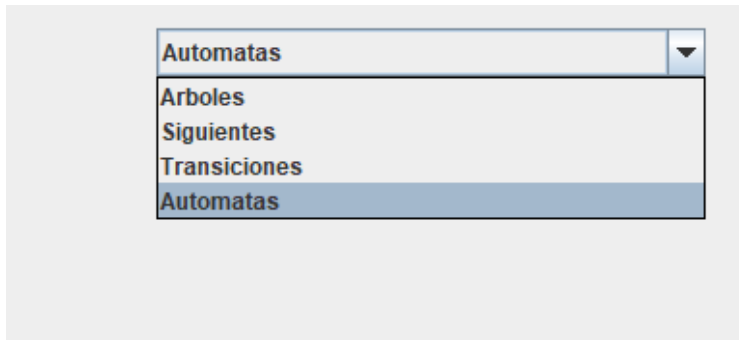 Automatas
Arboles
Siguientes
Transiciones
Automatas